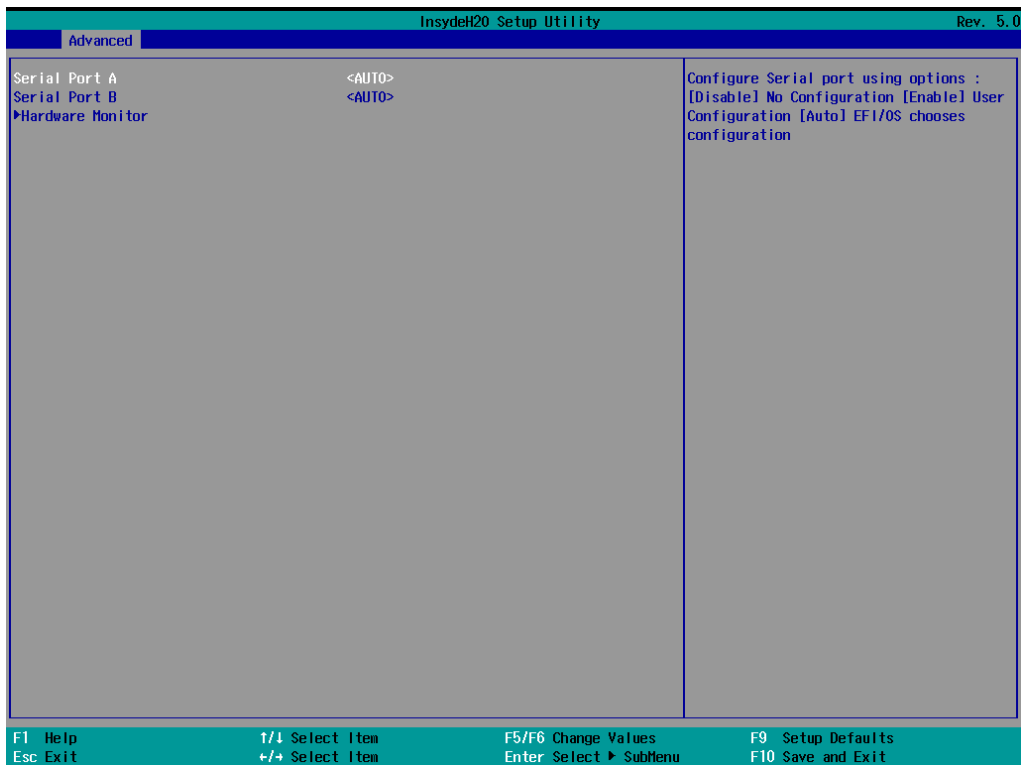 InsydeH2O Setup Utility Rev. 5.0
Advanced
Serial Port A <AUTO>
Serial Port B <AUTO>
▶Hardware Monitor
Configure Serial port using options :
[Disable] No Configuration [Enable] User
Configuration [Auto] EFI/OS chooses
configuration
F1 Help ↑/↓ Select Item F5/F6 Change Values F9 Setup Defaults
Esc Exit ←/→ Select Item Enter Select ▶ SubMenu F10 Save and Exit